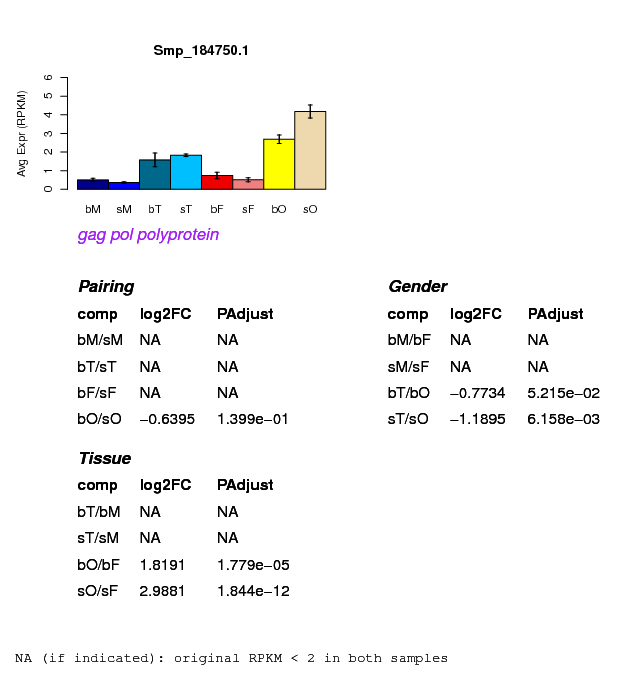 Smp_184750.1
Avg Expr (RPKM)
0 1 2 3 4 5 6
bM sM bT sT bF sF bO sO
gag pol polyprotein
Pairing
comp log2FC PAdjust
bM/sM NA NA
bT/sT NA NA
bF/sF NA NA
bO/sO −0.6395 1.399e−01
Gender
comp log2FC PAdjust
bM/bF NA NA
sM/sF NA NA
bT/bO −0.7734 5.215e−02
sT/sO −1.1895 6.158e−03
Tissue
comp log2FC PAdjust
bT/bM NA NA
sT/sM NA NA
bO/bF 1.8191 1.779e−05
sO/sF 2.9881 1.844e−12
NA (if indicated): original RPKM < 2 in both samples